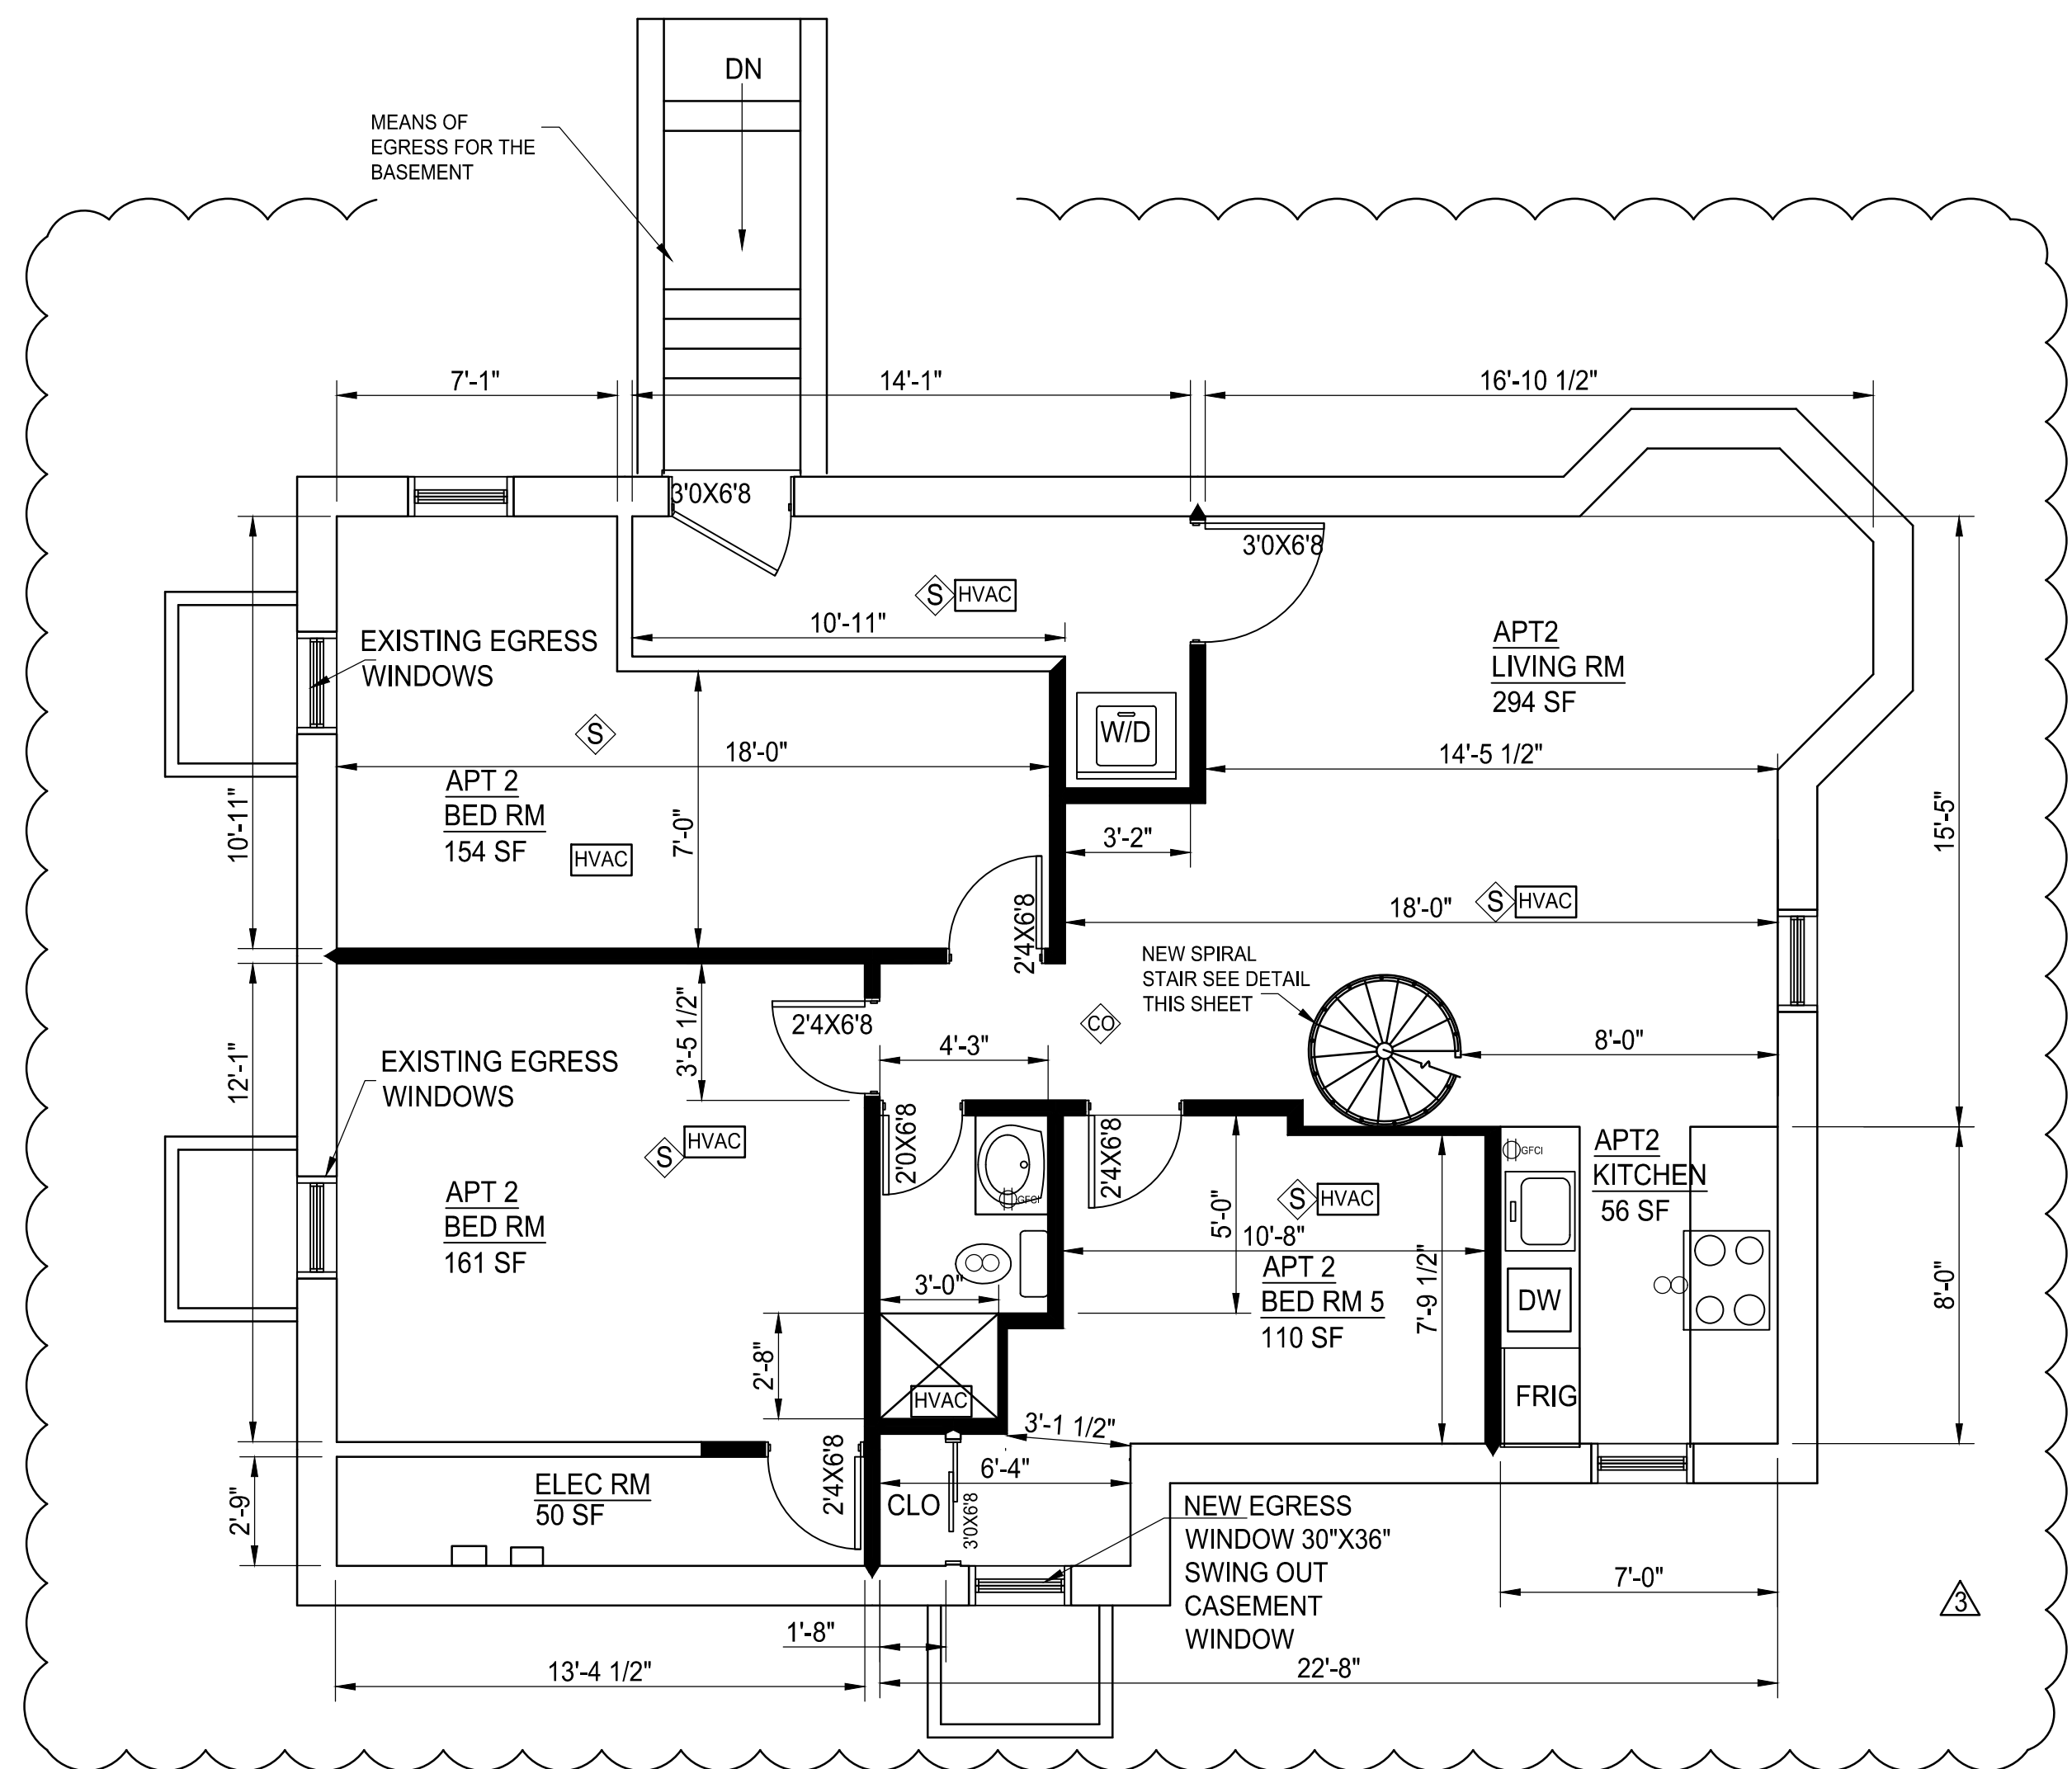 DN
MEANS OF
EGRESS FOR THE
BASEMENT
7'-1"
14'-1"
16'-10 1/2"
3'0X6'8
3'0X6'8
S
HVAC
10'-11"
EXISTING EGRESS
WINDOWS
APT2
LIVING RM
294 SF
S
W/D
18'-0"
14'-5 1/2"
APT 2
BED RM
154 SF
HVAC
10'-11"
7'-0"
3'-2"
15'-5"
2'4X6'8
18'-0"
S
HVAC
NEW SPIRAL
STAIR SEE DETAIL
THIS SHEET
CO
2'4X6'8
3'-5 1/2"
4'-3"
8'-0"
EXISTING EGRESS
WINDOWS
12'-1"
S
HVAC
2'0X6'8
GFCI
2'4X6'8
GFCI
APT2
KITCHEN
56 SF
APT 2
BED RM
161 SF
5'-0"
S
HVAC
10'-8"
APT 2
BED RM 5
110 SF
7'-9 1/2"
DW
8'-0"
3'-0"
2'-8"
HVAC
FRIG
3'-1 1/2"
6'-4"
ELEC RM
50 SF
2'-9"
2'4X6'8
CLO
3'0X6'8
NEW EGRESS
WINDOW 30"X36"
SWING OUT
CASEMENT
WINDOW
7'-0"
3
1'-8"
13'-4 1/2"
22'-8"